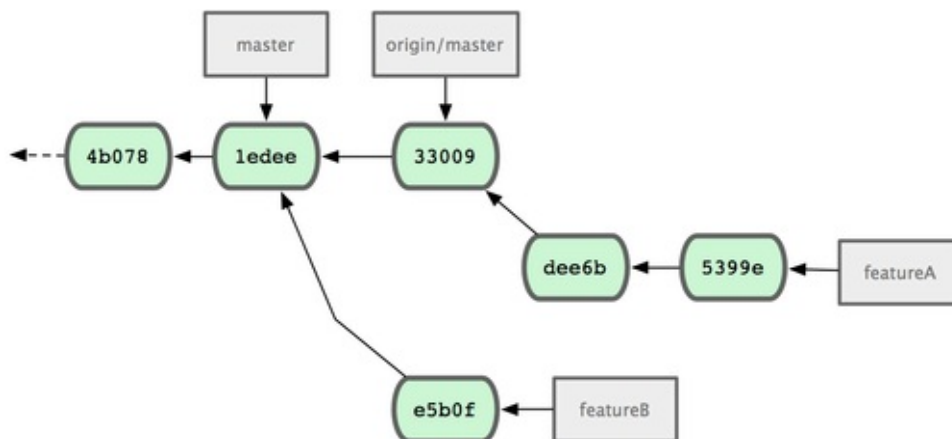 master
origin/master
4b078
1edee
33009
dee6b
5399e
featureA
e5b0f
featureB